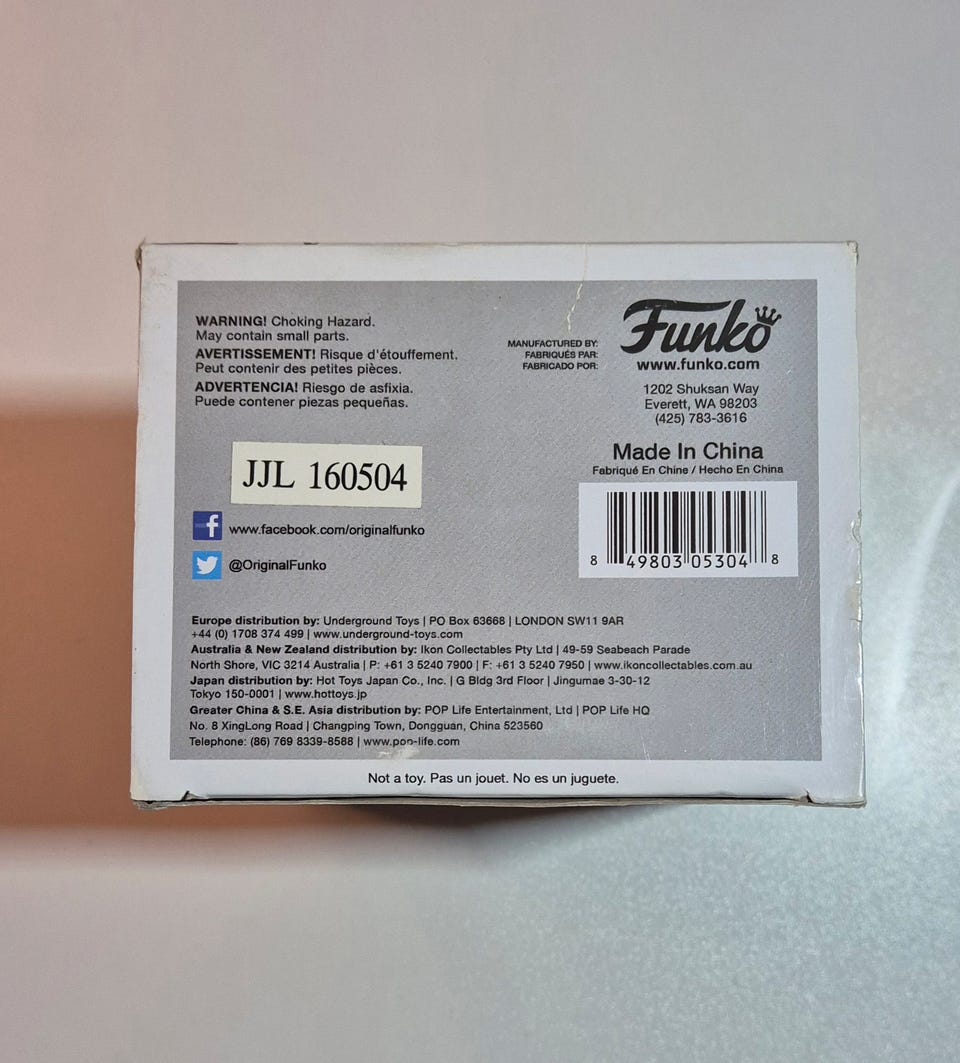 WARNING! Choking Hazard.
May contain small parts.
AVERTISSEMENT! Risque d'étouffement.
Peut contenir des petites pièces.
ADVERTENCIA! Riesgo de asfixia.
Puede contener piezas pequeñas.
MANUFACTURED BY:
FABRIQUÉS PAR:
FABRICADO POR:
Funko
www.funko.com
1202 Shuksan Way
Everett, WA 98203
(425) 783-3616
Made In China
Fabriqué En Chine / Hecho En China
8 49803 05304 8
JJL 160504
f www.facebook.com/originalfunko
@OriginalFunko
Europe distribution by: Underground Toys | PO Box 63668 | LONDON SW11 9AR
+44 (0) 1708 374 499 | www.underground-toys.com
Australia & New Zealand distribution by: Ikon Collectables Pty Ltd | 49-59 Seabeach Parade
North Shore, VIC 3214 Australia | P: +61 3 5240 7900 | F: +61 3 5240 7950 | www.ikoncollectables.com.au
Japan distribution by: Hot Toys Japan Co., Inc. | G Bldg 3rd Floor | Jingumae 3-30-12
Tokyo 150-0001 | www.hottoys.jp
Greater China & S.E. Asia distribution by: POP Life Entertainment, Ltd | POP Life HQ
No. 8 XingLong Road | Changping Town, Dongguan, China 523560
Telephone: (86) 769 8339-8588 | www.pop-life.com
Not a toy. Pas un jouet. No es un juguete.